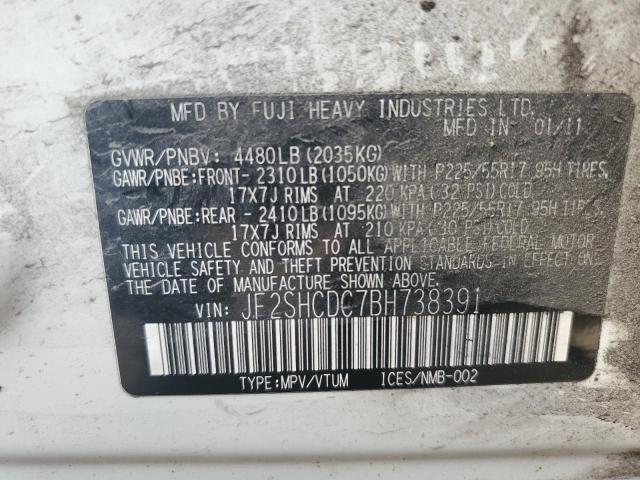 MFD BY FUJI HEAVY INDUSTRIES LTD.
MFD IN 01/11
GVWR/PNBV: 4480LB(2035KG)
GAWR/PNBE:FRONT- 2310LB(1050KG)WITH P225/55R17 95H TIRES,
17X7J RIMS AT 220 KPA(32 PSI)COLD
GAWR/PNBE:REAR - 2410LB(1095KG)WITH P225/55R17 95H
17X7J RIMS AT 210 KPA(30 PSI)COLD
THIS VEHICLE CONFORMS TO ALL APPLICABLE FEDERAL MOTOR
VEHICLE SAFETY AND THEFT PREVENTION STANDARDS IN EFFECT ON
THE DATE OF MANUFACTURE SHOWN ABOVE.
VIN: JF2SHCDC7BH738391
TYPE:MPV/VTUM ICES/NMB-002